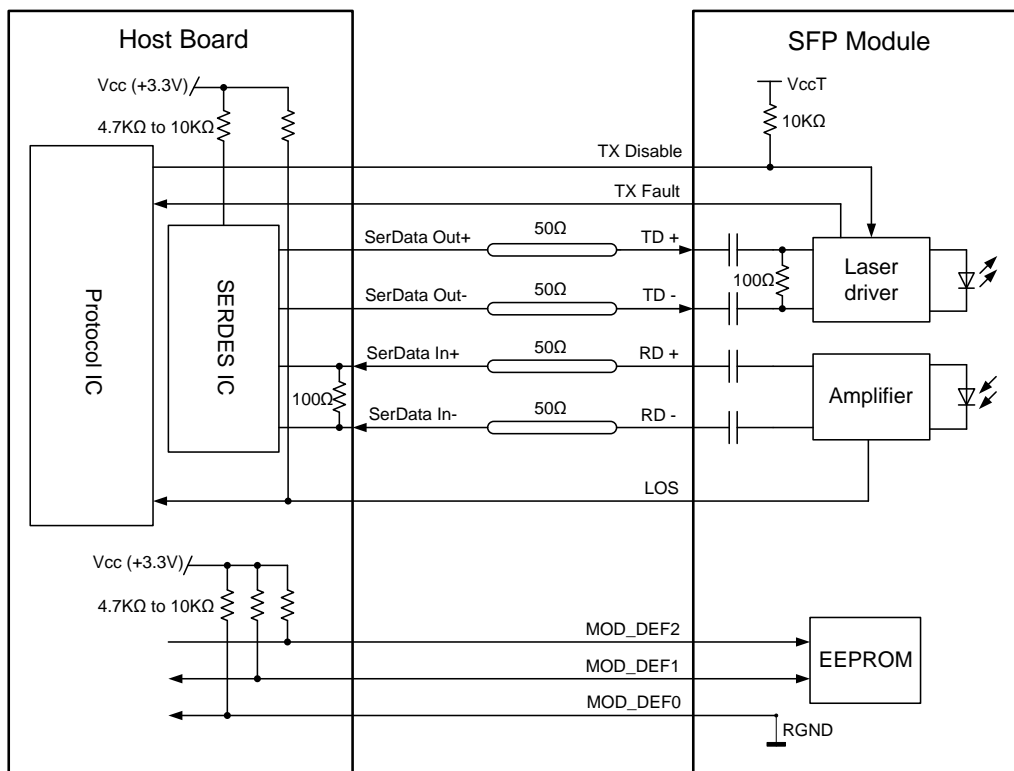 Host Board
SFP Module
Vcc (+3.3V)
4.7KΩ to 10KΩ
VccT
10KΩ
TX Disable
TX Fault
Protocol IC
SERDES IC
SerData Out+
50Ω
TD +
SerData Out-
50Ω
TD -
100Ω
Laser
driver
SerData In+
50Ω
RD +
100Ω
SerData In-
50Ω
RD -
Amplifier
LOS
Vcc (+3.3V)
4.7KΩ to 10KΩ
MOD_DEF2
MOD_DEF1
MOD_DEF0
EEPROM
RGND